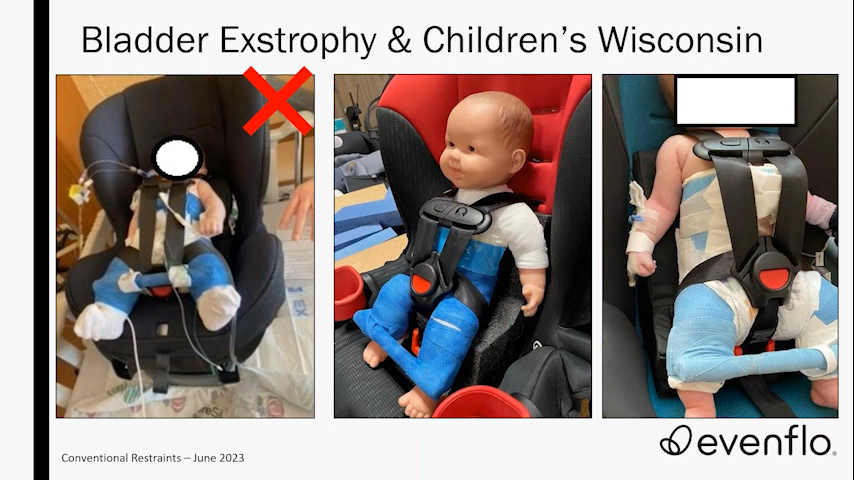 Bladder Exstrophy & Children's Wisconsin
Conventional Restraints – June 2023
evenflo®